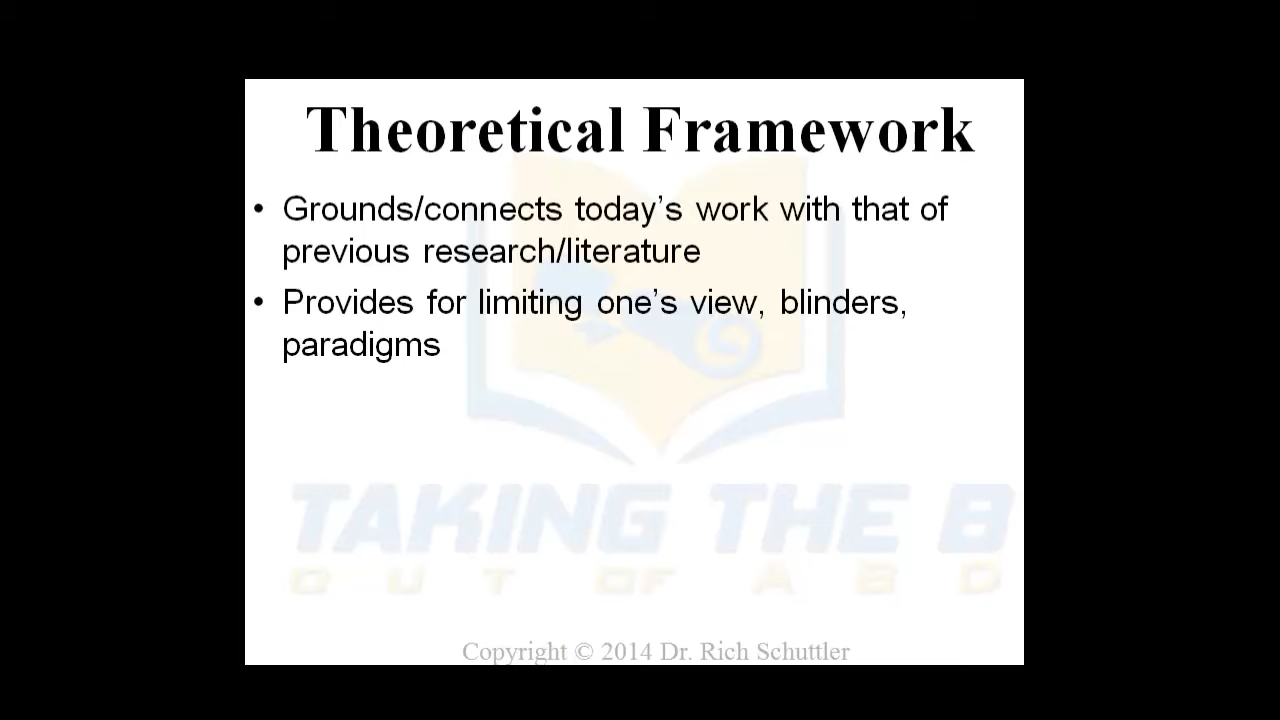 Theoretical Framework
• Grounds/connects today's work with that of
previous research/literature
• Provides for limiting one's view, blinders,
paradigms
TAKING THE B
OUT OF ABD
Copyright © 2014 Dr. Rich Schuttler